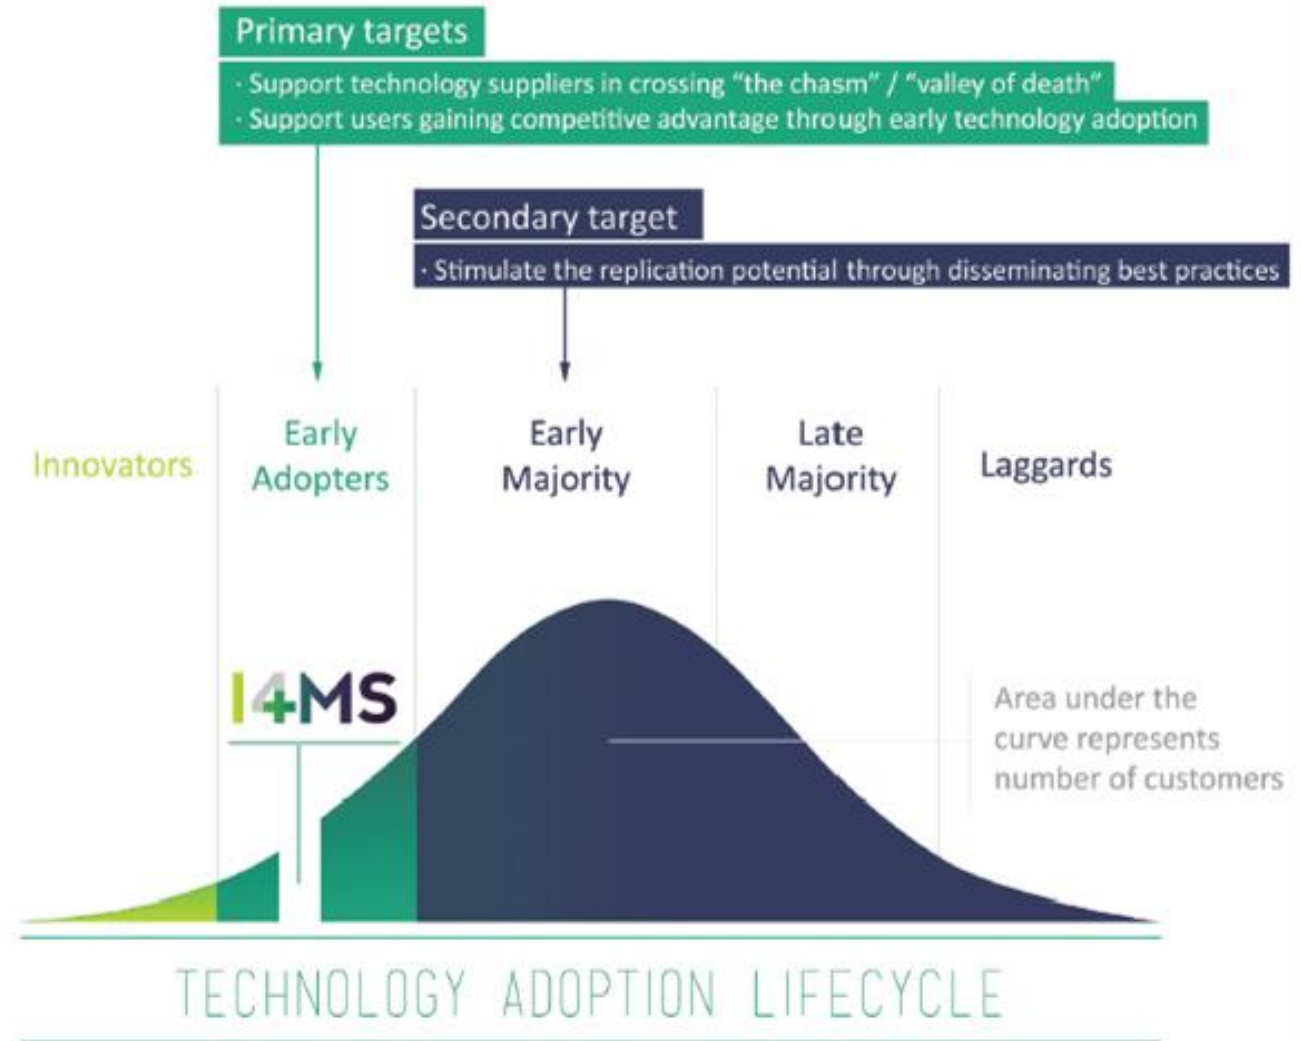 Primary targets
· Support technology suppliers in crossing “the chasm” / “valley of death”
· Support users gaining competitive advantage through early technology adoption
Secondary target
· Stimulate the replication potential through disseminating best practices
Innovators
Early
Adopters
Early
Majority
Late
Majority
Laggards
I4MS
Area under the
curve represents
number of customers
TECHNOLOGY ADOPTION LIFECYCLE